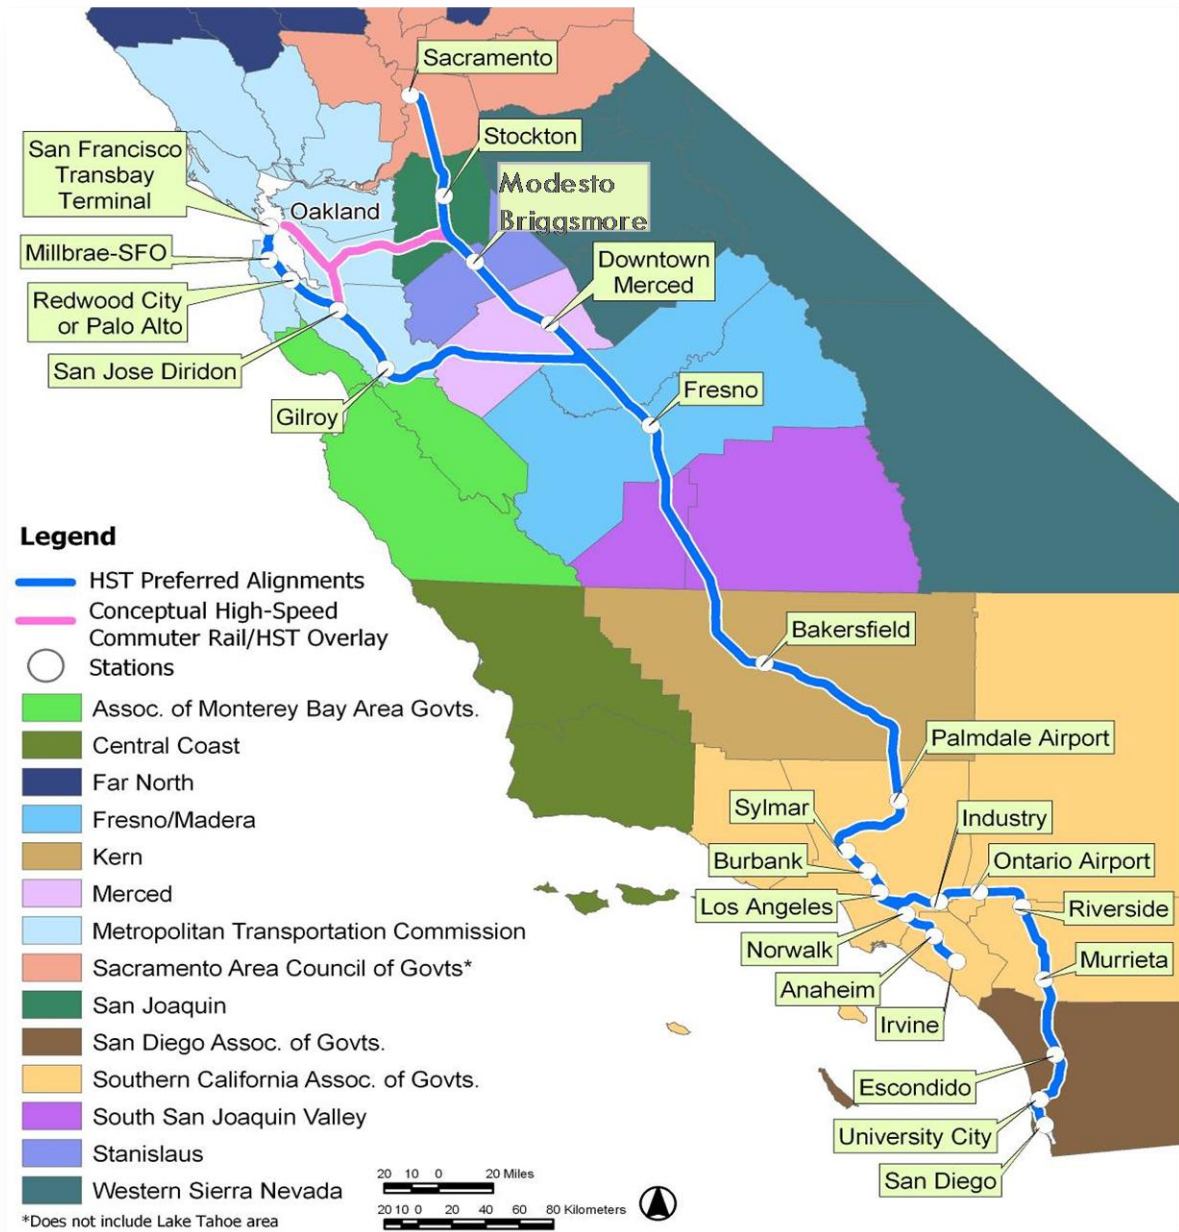 Sacramento
Stockton
San Francisco
Transbay
Terminal
Modesto
Briggsmore
Oakland
Millbrae-SFO
Downtown
Merced
Redwood City
or Palo Alto
San Jose Diridon
Gilroy
Fresno
Bakersfield
Palmdale Airport
Sylmar
Industry
Burbank
Ontario Airport
Los Angeles
Riverside
Norwalk
Murrieta
Anaheim
Irvine
Escondido
University City
San Diego
Legend
HST Preferred Alignments
Conceptual High-Speed
Commuter Rail/HST Overlay
Stations
Assoc. of Monterey Bay Area Govts.
Central Coast
Far North
Fresno/Madera
Kern
Merced
Metropolitan Transportation Commission
Sacramento Area Council of Govts*
San Joaquin
San Diego Assoc. of Govts.
Southern California Assoc. of Govts.
South San Joaquin Valley
Stanislaus
Western Sierra Nevada
*Does not include Lake Tahoe area
20 10 0 20 Miles
20 10 0 20 40 60 80 Kilometers